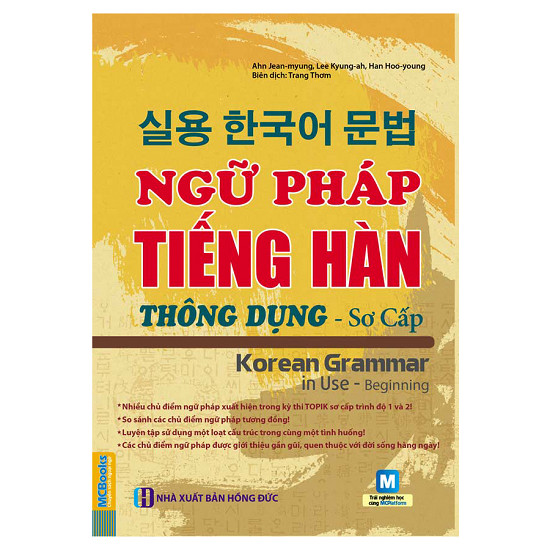 Ahn Jean-myung, Lee Kyung-ah, Han Hoo-young
Biên dịch: Trang Thơm
실용 한국어 문법
NGỮ PHÁP
TIẾNG HÀN
THÔNG DỤNG - Sơ Cấp
Korean Grammar
in Use - Beginning
* Nhiều chủ điểm ngữ pháp xuất hiện trong kỳ thi TOPIK sơ cấp trình độ 1 và 2!
* So sánh các chủ điểm ngữ pháp tương đồng!
* Luyện tập sử dụng một loạt cấu trúc trong cùng một tình huống!
* Các chủ điểm ngữ pháp được giới thiệu gần gũi, quen thuộc với đời sống hàng ngày!
MCBooks
NHÀ XUẤT BẢN HỒNG ĐỨC
M
Trải nghiệm học
cùng MCPlatform